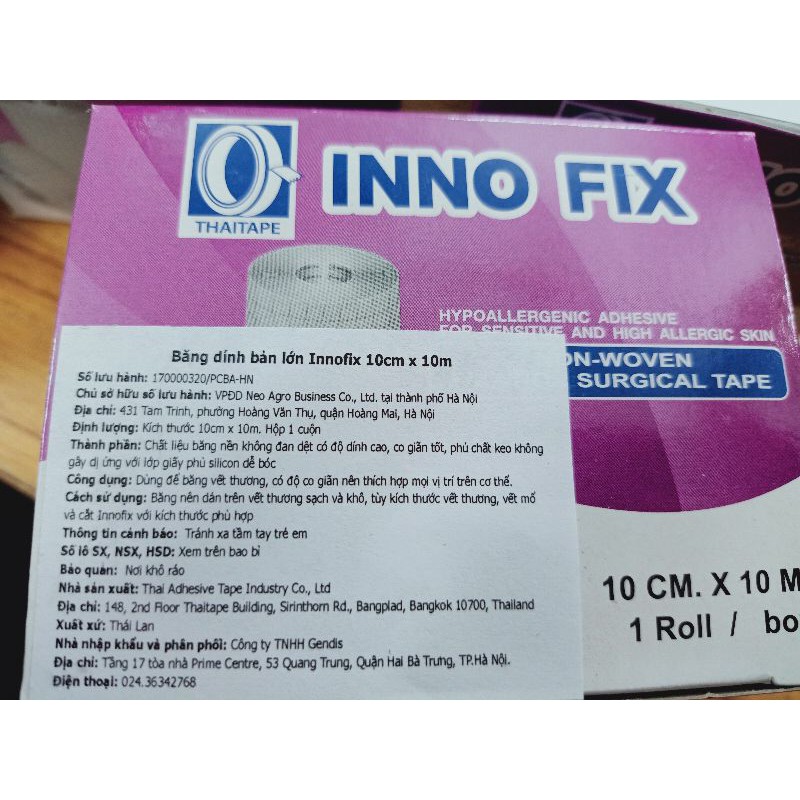 THAITAPE
INNO FIX
HYPOALLERGENIC ADHESIVE
FOR SENSITIVE AND HIGH ALLERGIC SKIN
ON-WOVEN
SURGICAL TAPE
Băng dính bản lớn Innofix 10cm x 10m
Số lưu hành: 170000320/PCBA-HN
Chủ sở hữu số lưu hành: VPĐD Neo Agro Business Co., Ltd. tại thành phố Hà Nội
Địa chỉ: 431 Tam Trinh, phường Hoàng Văn Thụ, quận Hoàng Mai, Hà Nội
Định lượng: Kích thước 10cm x 10m. Hộp 1 cuộn
Thành phần: Chất liệu băng nền không đan dệt có độ dính cao, co giãn tốt, phủ chất keo không
gây dị ứng với lớp giấy phủ silicon dễ bóc
Công dụng: Dùng để băng vết thương, có độ co giãn nên thích hợp mọi vị trí trên cơ thể.
Cách sử dụng: Băng nên dán trên vết thương sạch và khô, tùy kích thước vết thương, vết mổ
và cắt Innofix với kích thước phù hợp
Thông tin cảnh báo: Tránh xa tầm tay trẻ em
Số lô SX, NSX, HSD: Xem trên bao bì
Bảo quản: Nơi khô ráo
Nhà sản xuất: Thai Adhesive Tape Industry Co., Ltd
Địa chỉ: 148, 2nd Floor Thaitape Building, Sirinthorn Rd., Bangplad, Bangkok 10700, Thailand
Xuất xứ: Thái Lan
Nhà nhập khẩu và phân phối: Công ty TNHH Gendis
Địa chỉ: Tầng 17 tòa nhà Prime Centre, 53 Quang Trung, Quận Hai Bà Trưng, TP.Hà Nội.
Điện thoại: 024.36342768
10 CM. X 10 M
1 Roll / bo